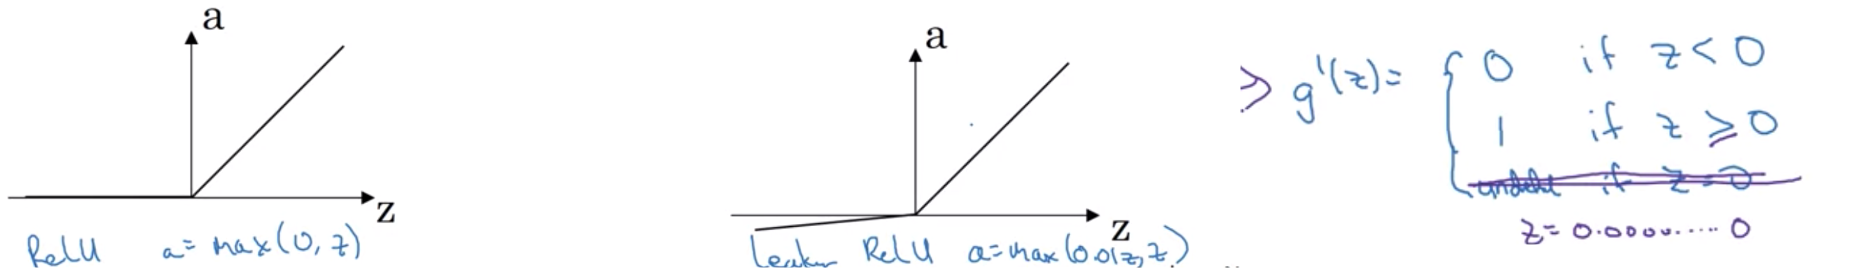 a
z
ReLU a = max(0, z)
a
z
Leaky ReLU a = max(0.01z, z)
g'(z) = { 0 if z < 0
1 if z ≥ 0
if z = 0
z = 0.0000......0